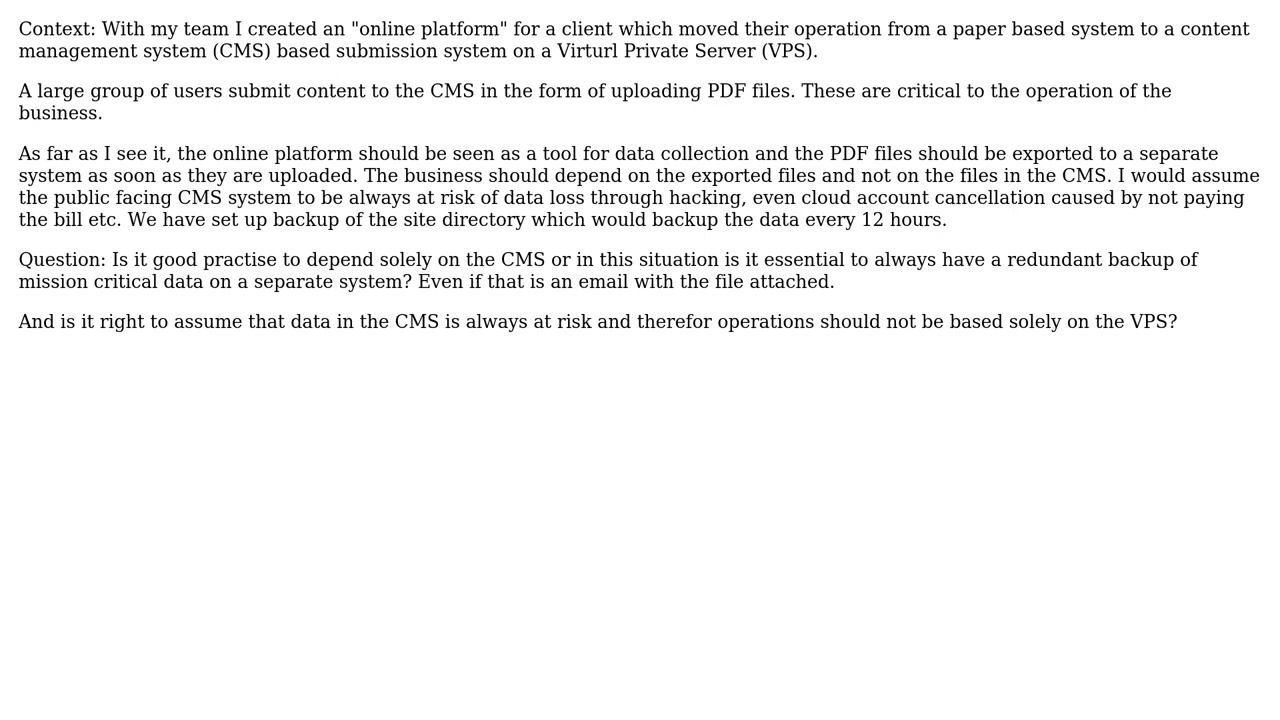 Context: With my team I created an "online platform" for a client which moved their operation from a paper based system to a content
management system (CMS) based submission system on a Virturl Private Server (VPS).
A large group of users submit content to the CMS in the form of uploading PDF files. These are critical to the operation of the
business.
As far as I see it, the online platform should be seen as a tool for data collection and the PDF files should be exported to a separate
system as soon as they are uploaded. The business should depend on the exported files and not on the files in the CMS. I would assume
the public facing CMS system to be always at risk of data loss through hacking, even cloud account cancellation caused by not paying
the bill etc. We have set up backup of the site directory which would backup the data every 12 hours.
Question: Is it good practise to depend solely on the CMS or in this situation is it essential to always have a redundant backup of
mission critical data on a separate system? Even if that is an email with the file attached.
And is it right to assume that data in the CMS is always at risk and therefor operations should not be based solely on the VPS?